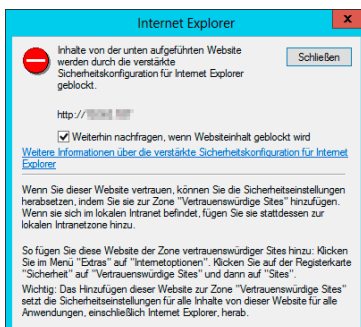 Internet Explorer
x
Inhalte von der unten aufgeführten Website
werden durch die verstärkte
Sicherheitskonfiguration für Internet Explorer
geblockt.
Schließen
http://
Weiterhin nachfragen, wenn Websiteinhalt geblockt wird
Weitere Informationen über die verstärkte Sicherheitskonfiguration für Internet
Explorer
Wenn Sie dieser Website vertrauen, können Sie die Sicherheitseinstellungen
herabsetzen, indem Sie sie zur Zone "Vertrauenswürdige Sites" hinzufügen.
Wenn sie sich im lokalen Intranet befindet, fügen Sie sie stattdessen zur
lokalen Intranetzone hinzu.
So fügen Sie diese Website der Zone vertrauenswürdiger Sites hinzu: Klicken
Sie im Menü "Extras" auf "Internetoptionen". Klicken Sie auf der Registerkarte
"Sicherheit" auf "Vertrauenswürdige Sites" und dann auf "Sites".
Wichtig: Das Hinzufügen dieser Website zur Zone "Vertrauenswürdige Sites"
setzt die Sicherheitseinstellungen für alle Inhalte von dieser Website für alle
Anwendungen, einschließlich Internet Explorer, herab.